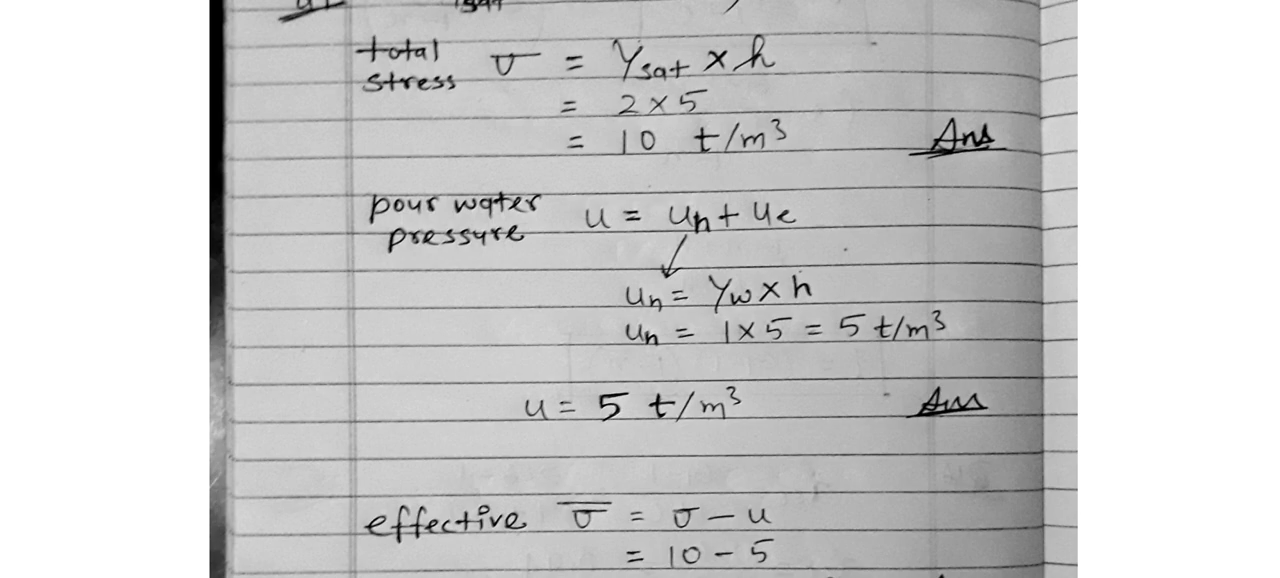 total σ = γsat × h
stress
= 2 × 5
= 10 t/m³ Ans
pour water u = un + ue
pressure
un = γw × h
un = 1 × 5 = 5 t/m³
u = 5 t/m³ Ans
effective σ̅ = σ − u
= 10 − 5